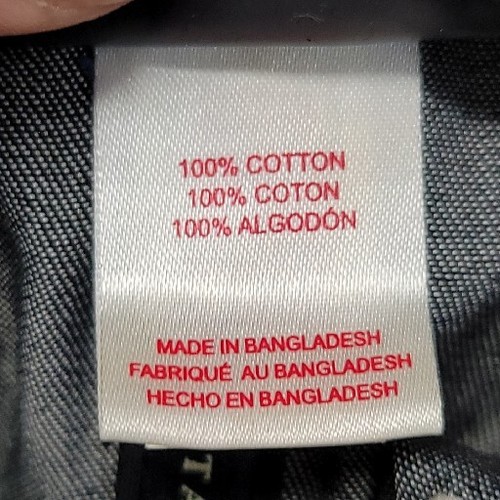 100% COTTON
100% COTON
100% ALGODÓN
MADE IN BANGLADESH
FABRIQUÉ AU BANGLADESH
HECHO EN BANGLADESH